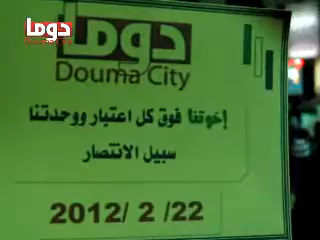 دوما
دوما
Douma City
إخوتنا فوق كل اعتبار ووحدتنا
سبيل الانتصار
2012/ 2 /22